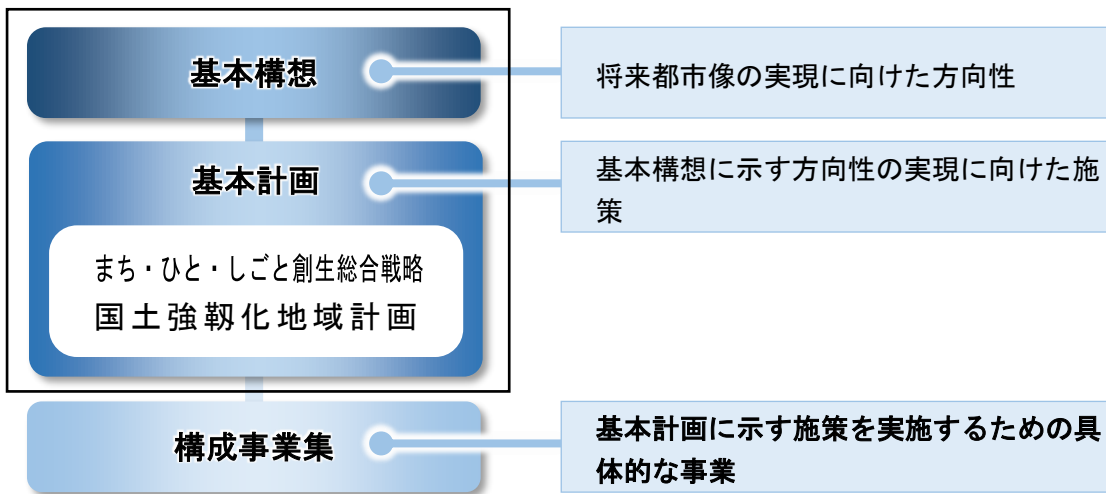 基本構想
将来都市像の実現に向けた方向性
基本計画
基本構想に示す方向性の実現に向けた施
策
まち・ひと・しごと創生総合戦略
国土強靱化地域計画
構成事業集
基本計画に示す施策を実施するための具
体的な事業